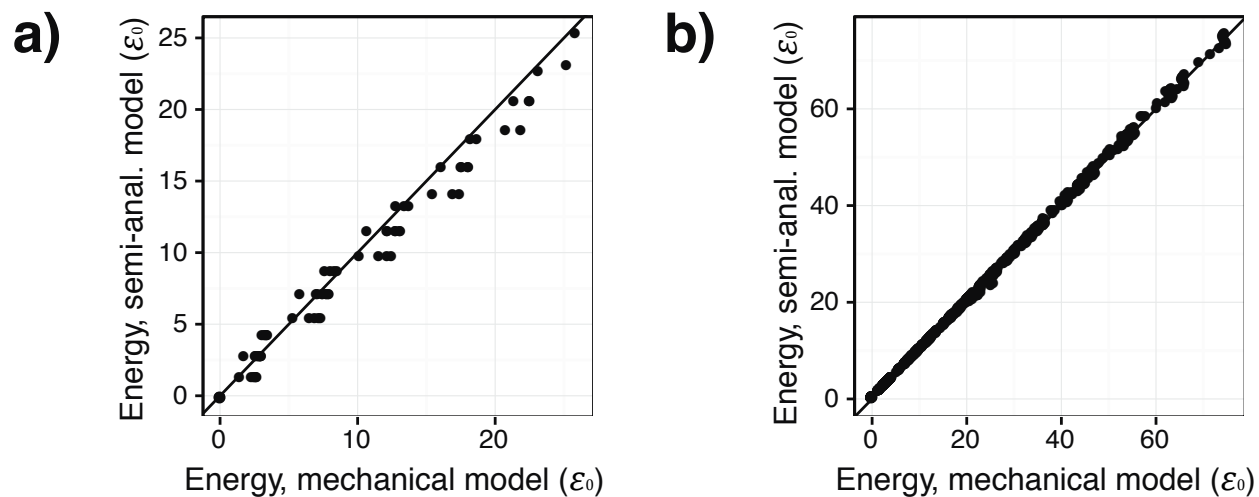 a)
Energy, semi-anal. model (ε₀)
25
20
15
10
5
0
0 10 20
Energy, mechanical model (ε₀)
b)
Energy, semi-anal. model (ε₀)
60
40
20
0
0 20 40 60
Energy, mechanical model (ε₀)